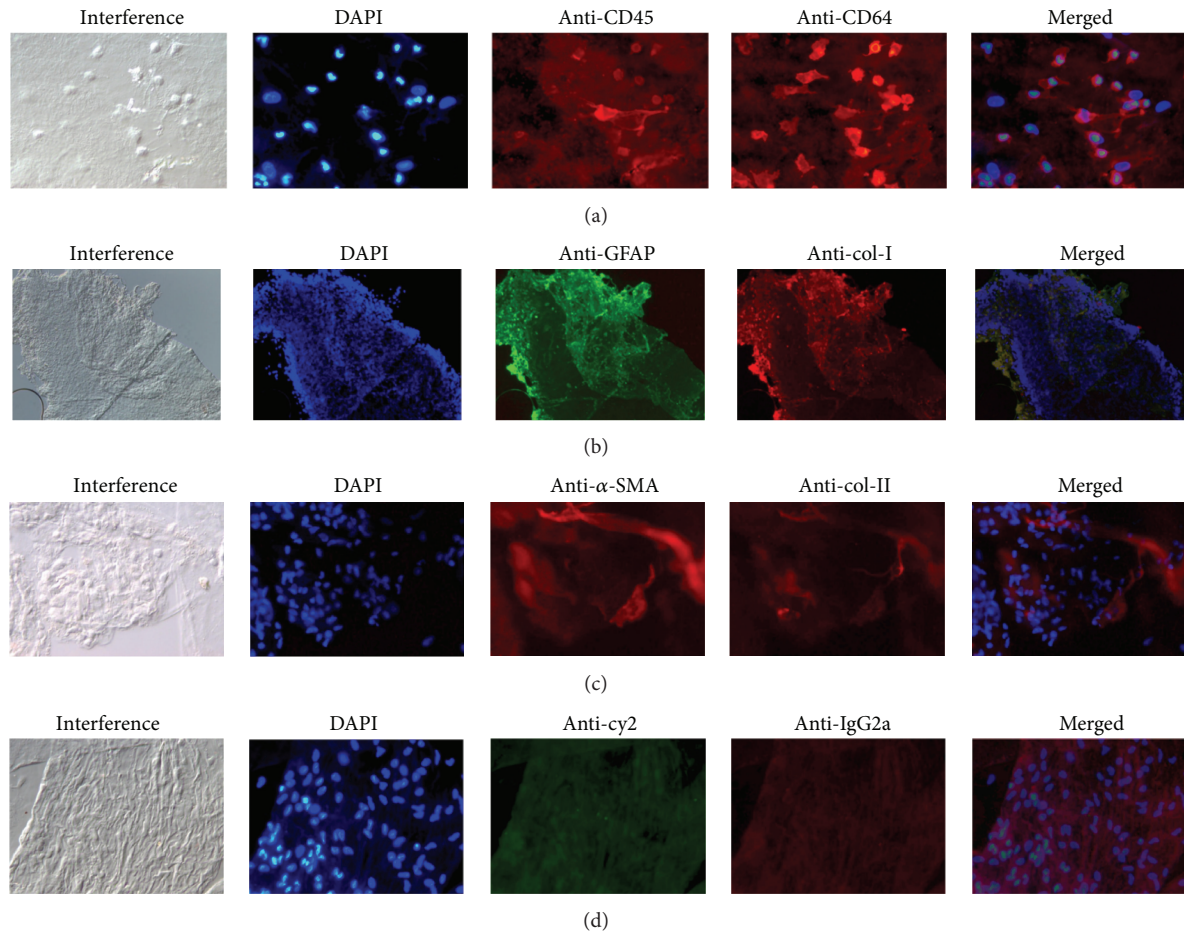 Interference DAPI Anti-CD45 Anti-CD64 Merged
(a)
Interference DAPI Anti-GFAP Anti-col-I Merged
(b)
Interference DAPI Anti-α-SMA Anti-col-II Merged
(c)
Interference DAPI Anti-cy2 Anti-IgG2a Merged
(d)